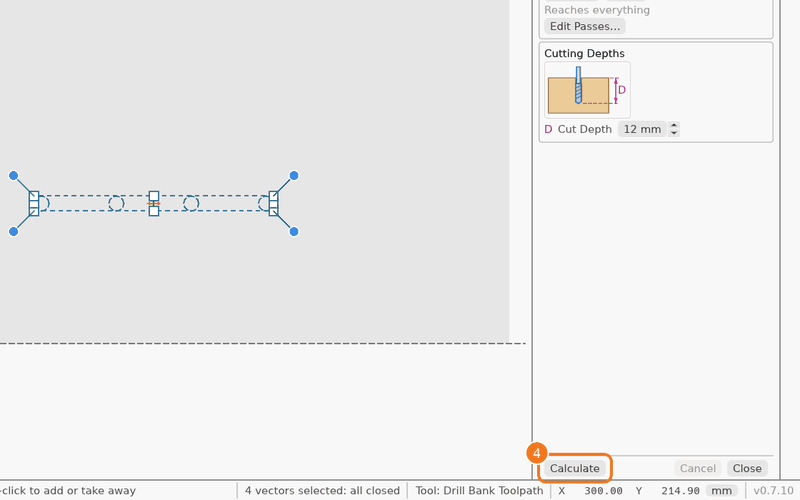 Reaches everything
Edit Passes...
Cutting Depths
D
D Cut Depth 12 mm
4
Calculate Cancel Close
-click to add or take away 4 vectors selected: all closed Tool: Drill Bank Toolpath X 300.00 Y 214.90 mm v0.7.10